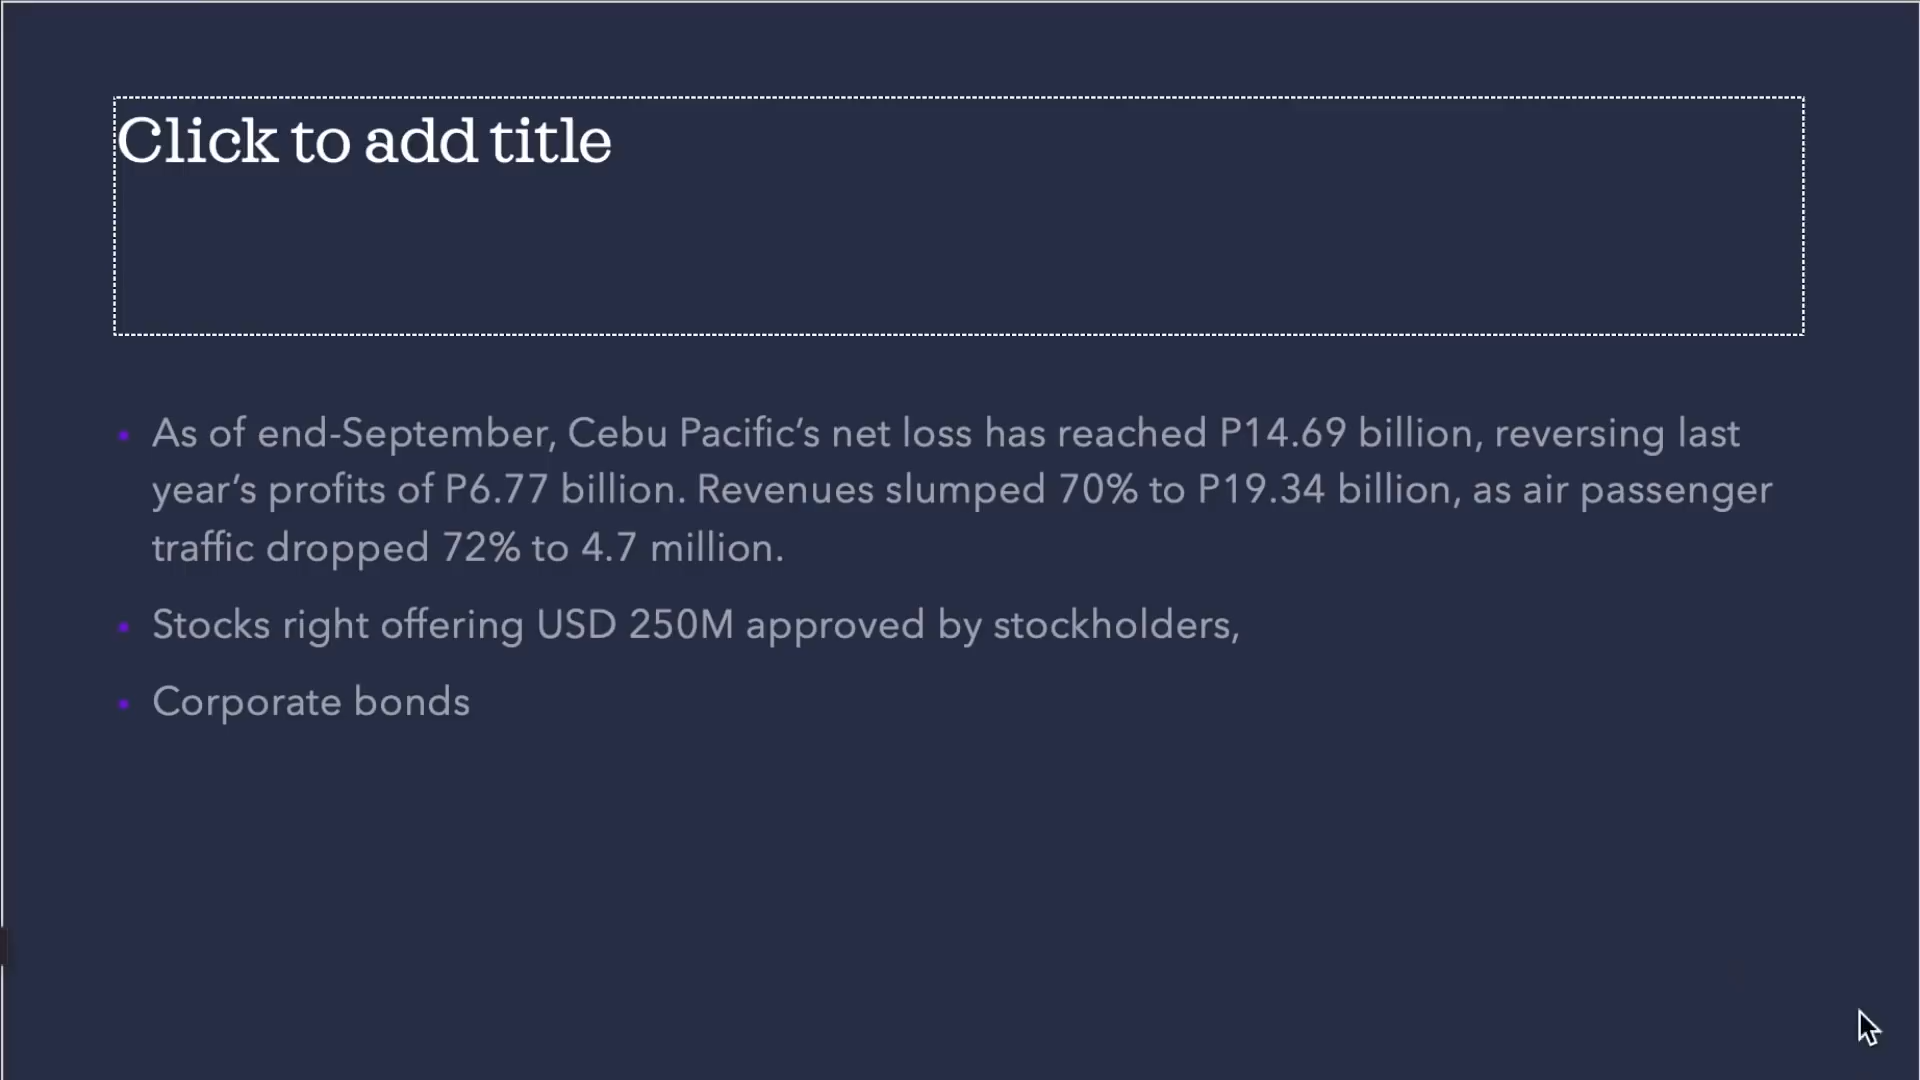 Click to add title
• As of end-September, Cebu Pacific’s net loss has reached P14.69 billion, reversing last
year’s profits of P6.77 billion. Revenues slumped 70% to P19.34 billion, as air passenger
traffic dropped 72% to 4.7 million.
• Stocks right offering USD 250M approved by stockholders,
• Corporate bonds